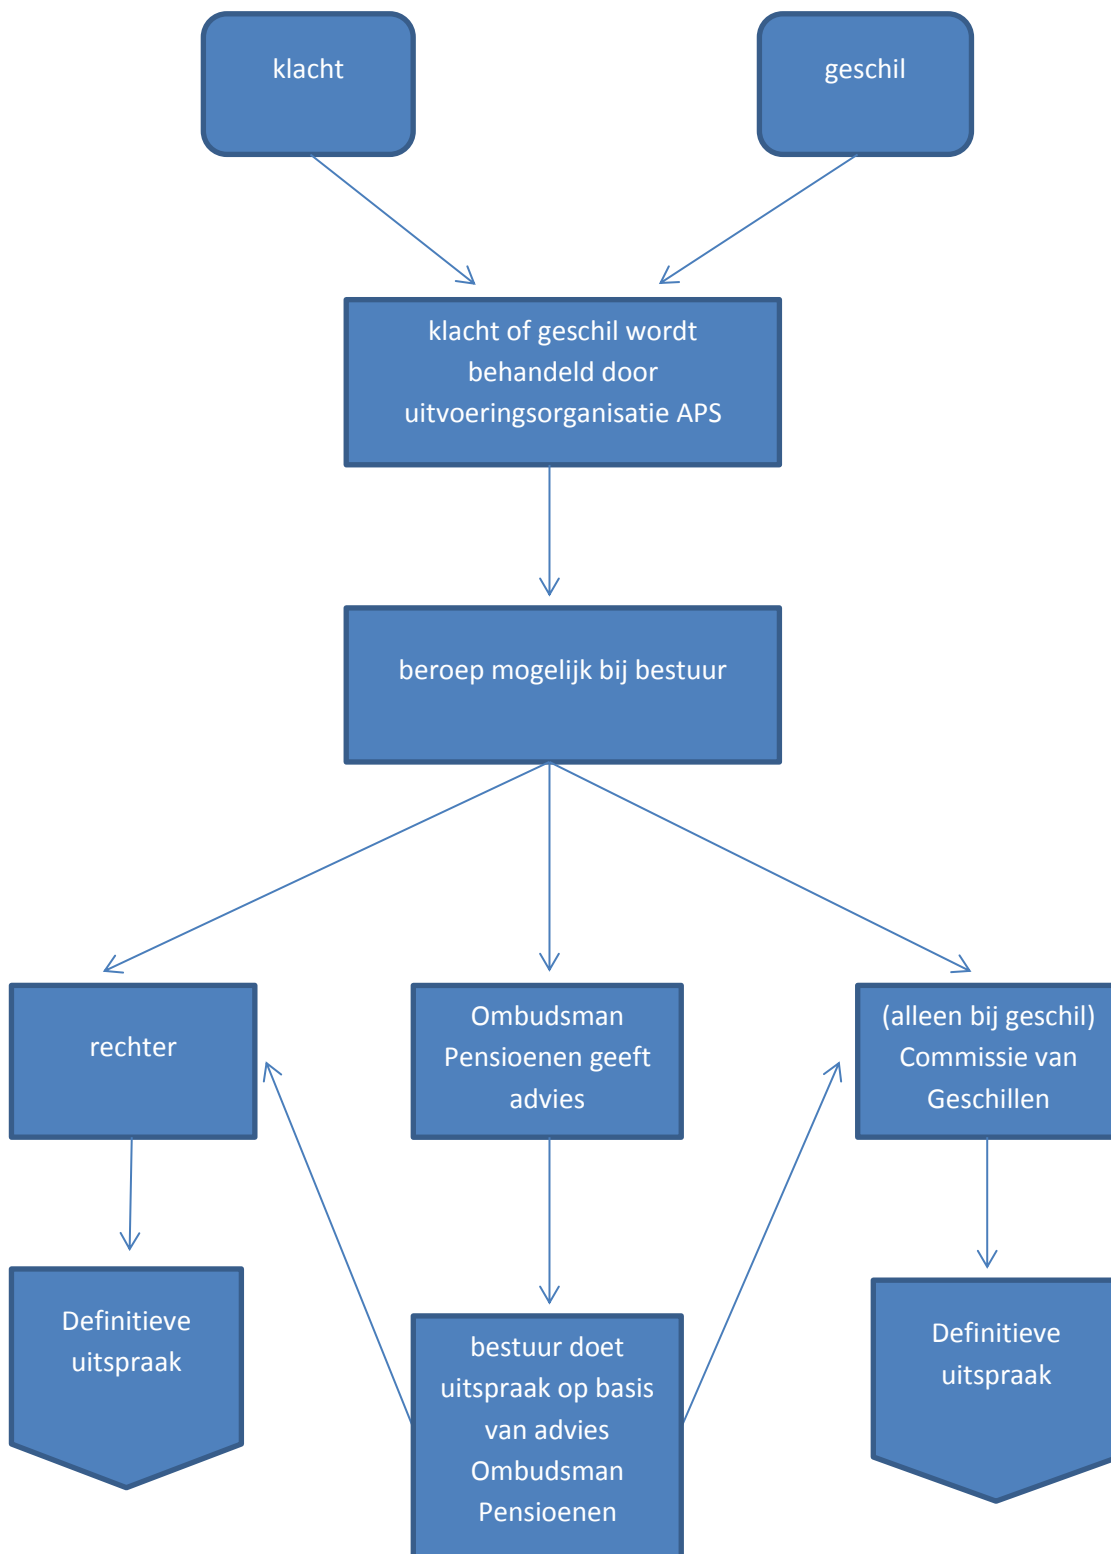 klacht
geschil
klacht of geschil wordt
behandeld door
uitvoeringsorganisatie APS
beroep mogelijk bij bestuur
rechter
Ombudsman
Pensioenen geeft
advies
(alleen bij geschil)
Commissie van
Geschillen
Definitieve
uitspraak
bestuur doet
uitspraak op basis
van advies
Ombudsman
Pensioenen
Definitieve
uitspraak